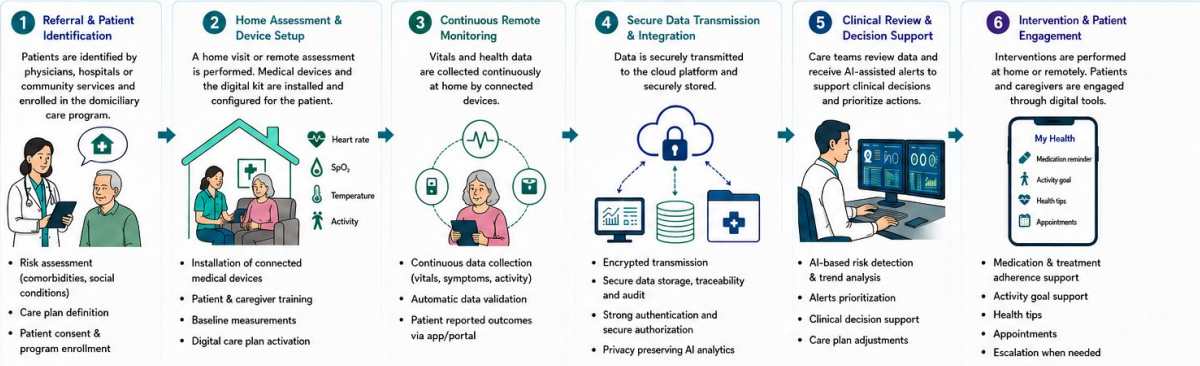 1 Referral & Patient
Identification
Patients are identified by
physicians, hospitals or
community services and
enrolled in the domiciliary
care program.
• Risk assessment
(comorbidities, social
conditions)
• Care plan definition
• Patient consent &
program enrollment
2 Home Assessment &
Device Setup
A home visit or remote assessment
is performed. Medical devices and
the digital kit are installed and
configured for the patient.
Heart rate
SpO₂
Temperature
Activity
• Installation of connected
medical devices
• Patient & caregiver training
• Baseline measurements
• Digital care plan activation
3 Continuous Remote
Monitoring
Vitals and health data
are collected continuously
at home by connected
devices.
• Continuous data collection
(vitals, symptoms, activity)
• Automatic data validation
• Patient reported outcomes
via app/portal
4 Secure Data Transmission
& Integration
Data is securely transmitted
to the cloud platform and
securely stored.
• Encrypted transmission
• Secure data storage, traceability
and audit
• Strong authentication and
secure authorization
• Privacy preserving AI analytics
5 Clinical Review &
Decision Support
Care teams review data and
receive AI-assisted alerts to
support clinical decisions
and prioritize actions.
• AI-based risk detection
& trend analysis
• Alerts prioritization
• Clinical decision support
• Care plan adjustments
6 Intervention & Patient
Engagement
Interventions are performed
at home or remotely. Patients
and caregivers are engaged
through digital tools.
My Health
Medication reminder
Activity goal
Health tips
Appointments
• Medication & treatment
adherence support
• Activity goal support
• Health tips
• Appointments
• Escalation when needed